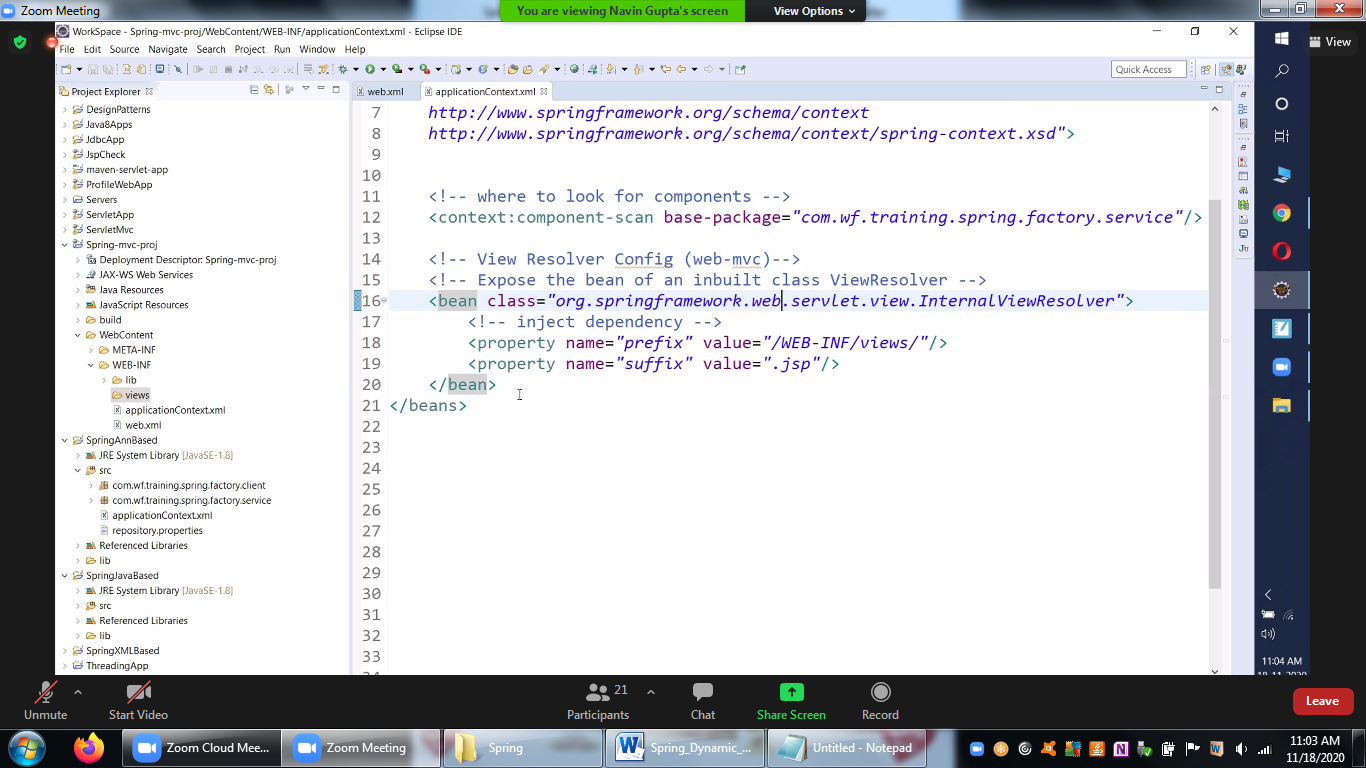 Zoom Meeting
You are viewing Navin Gupta's screen
View Options
View
WorkSpace - Spring-mvc-proj/WebContent/WEB-INF/applicationContext.xml - Eclipse IDE
File Edit Source Navigate Search Project Run Window Help
Quick Access
Project Explorer
web.xml
applicationContext.xml
DesignPatterns
Java8Apps
JdbcApp
JspCheck
maven-servlet-app
ProfileWebApp
Servers
ServletApp
ServletMvc
Spring-mvc-proj
Deployment Descriptor: Spring-mvc-proj
JAX-WS Web Services
Java Resources
JavaScript Resources
build
WebContent
META-INF
WEB-INF
lib
views
applicationContext.xml
web.xml
SpringAnnBased
JRE System Library [JavaSE-1.8]
src
com.wf.training.spring.factory.client
com.wf.training.spring.factory.service
applicationContext.xml
repository.properties
Referenced Libraries
lib
SpringJavaBased
JRE System Library [JavaSE-1.8]
src
Referenced Libraries
lib
SpringXMLBased
ThreadingApp
7 http://www.springframework.org/schema/context
8 http://www.springframework.org/schema/context/spring-context.xsd">
9
10
11 <!-- where to look for components -->
12 <context:component-scan base-package="com.wf.training.spring.factory.service"/>
13
14 <!-- View Resolver Config (web-mvc)-->
15 <!-- Expose the bean of an inbuilt class ViewResolver -->
16 <bean class="org.springframework.web.servlet.view.InternalViewResolver">
17 <!-- inject dependency -->
18 <property name="prefix" value="/WEB-INF/views/"/>
19 <property name="suffix" value=".jsp"/>
20 </bean>
21 </beans>
22
23
24
25
26
27
28
29
30
31
32
33
11:04 AM
Unmute
Start Video
Participants
21
Chat
Share Screen
Record
Leave
Zoom Cloud Mee...
Zoom Meeting
Spring
Spring_Dynamic_...
Untitled - Notepad
11:03 AM
11/18/2020